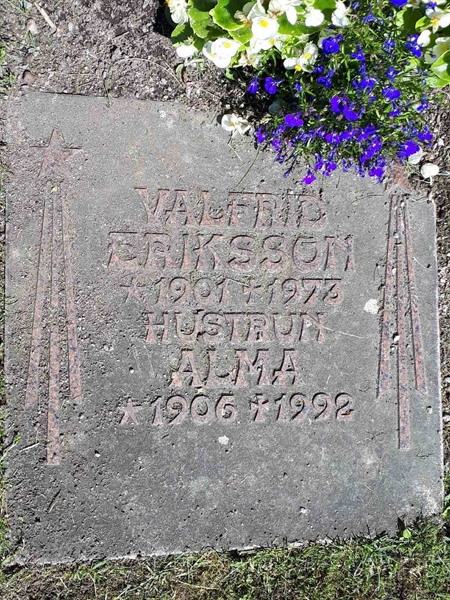 VALFRID
ERIKSSON
*1901 †1973
HUSTRUN
ALMA
*1906 †1992